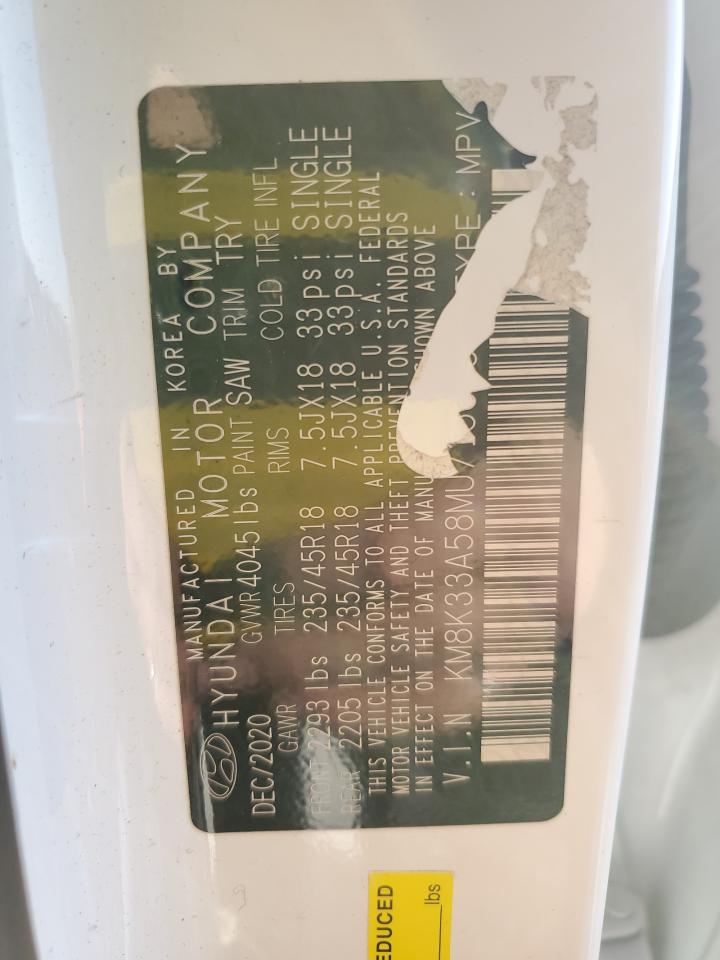 MANUFACTURED IN KOREA BY
HYUNDAI MOTOR COMPANY
DEC/2020 GVWR 4045 lbs PAINT SAW TRIM TRY
GAWR TIRES RIMS COLD TIRE INFL
FRONT 2293 lbs 235/45R18 7.5JX18 33psi SINGLE
REAR 2205 lbs 235/45R18 7.5JX18 33psi SINGLE
THIS VEHICLE CONFORMS TO ALL APPLICABLE U.S.A. FEDERAL
MOTOR VEHICLE SAFETY AND THEFT PREVENTION STANDARDS
IN EFFECT ON THE DATE OF MANU SHOWN ABOVE
V.I.N KM8K33A58MU YPE : MPV
EDUCED
lbs